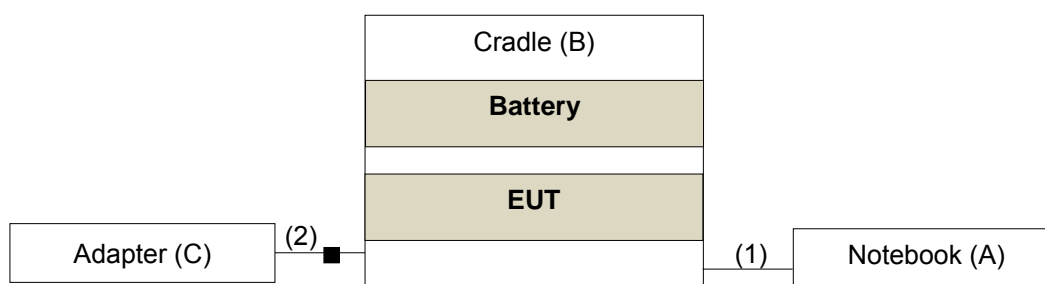 Cradle (B)
Battery
EUT
Adapter (C)
(2)
(1)
Notebook (A)